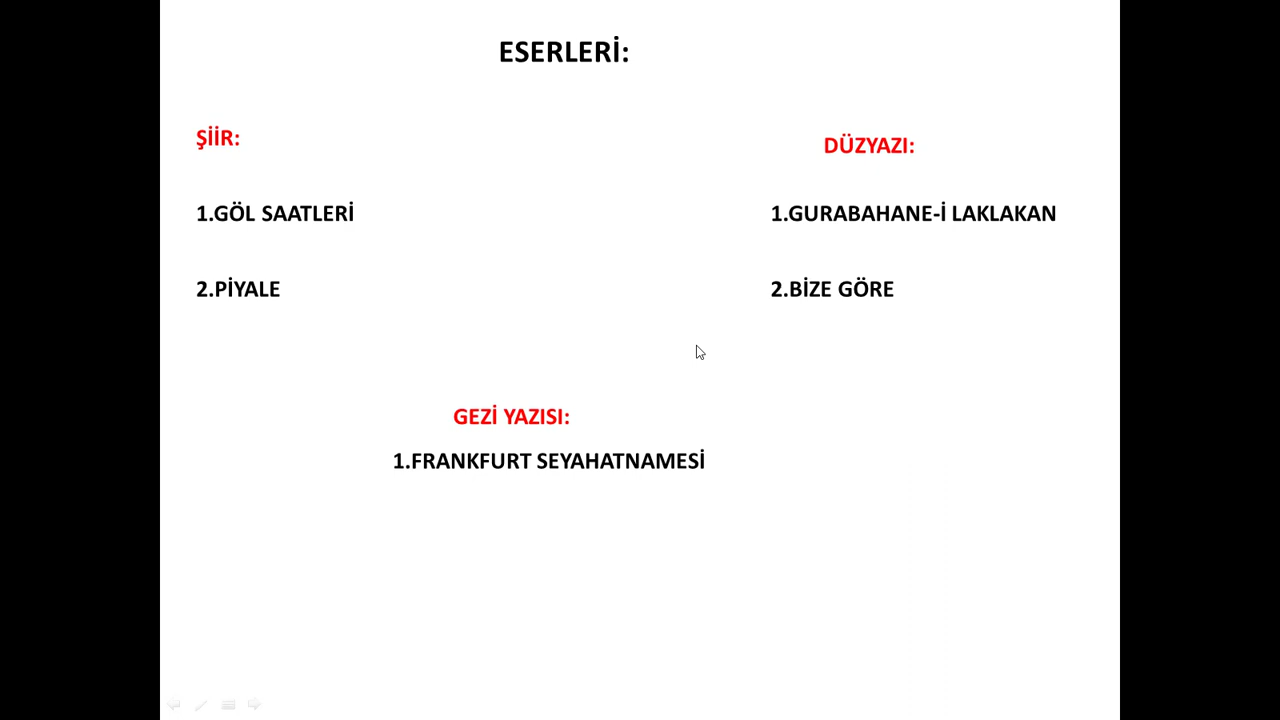 ESERLERİ:
ŞİİR:
1.GÖL SAATLERİ
2.PİYALE
DÜZYAZI:
1.GURABAHANE-İ LAKLAKAN
2.BİZE GÖRE
GEZİ YAZISI:
1.FRANKFURT SEYAHATNAMESİ